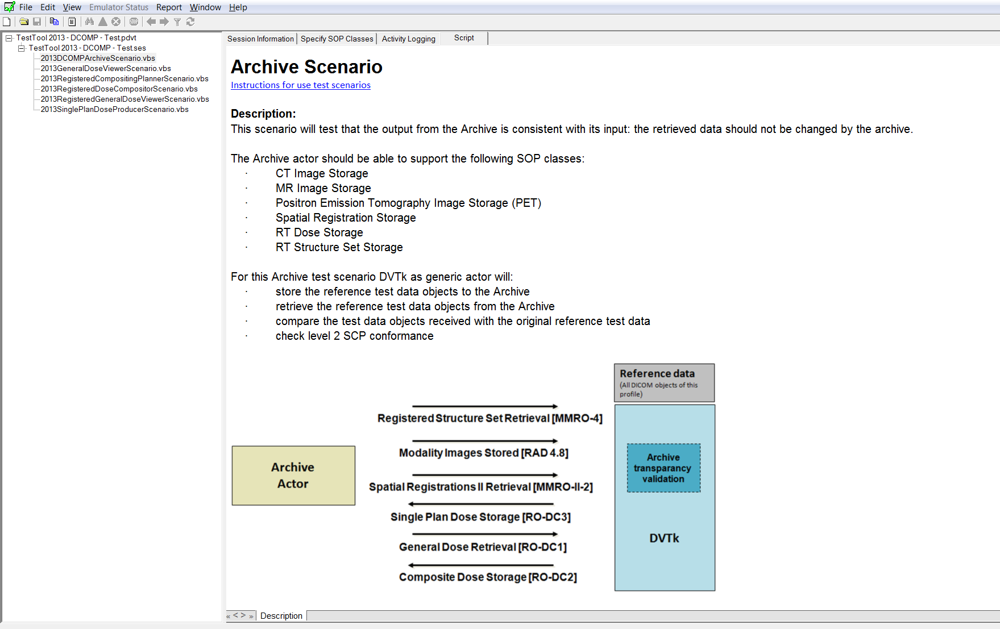 File Edit View Emulator Status Report Window Help
STOP
TestTool 2013 - DCOMP - Test.pdvt
TestTool 2013 - DCOMP - Test.ses
2013DCOMPArchiveScenario.vbs
2013GeneralDoseViewerScenario.vbs
2013RegisteredCompositingPlannerScenario.vbs
2013RegisteredDoseCompositorScenario.vbs
2013RegisteredGeneralDoseViewerScenario.vbs
2013SinglePlanDoseProducerScenario.vbs
Session Information Specify SOP Classes Activity Logging Script
Archive Scenario
Instructions for use test scenarios
Description:
This scenario will test that the output from the Archive is consistent with its input: the retrieved data should not be changed by the archive.
The Archive actor should be able to support the following SOP classes:
· CT Image Storage
· MR Image Storage
· Positron Emission Tomography Image Storage (PET)
· Spatial Registration Storage
· RT Dose Storage
· RT Structure Set Storage
For this Archive test scenario DVTk as generic actor will:
· store the reference test data objects to the Archive
· retrieve the reference test data objects from the Archive
· compare the test data objects received with the original reference test data
· check level 2 SCP conformance
Reference data
(All DICOM objects of this
profile)
Registered Structure Set Retrieval [MMRO-4]
Modality Images Stored [RAD 4.8]
Spatial Registrations II Retrieval [MMRO-II-2]
Single Plan Dose Storage [RO-DC3]
General Dose Retrieval [RO-DC1]
Composite Dose Storage [RO-DC2]
Archive
Actor
Archive
transparancy
validation
DVTk
« < > » Description